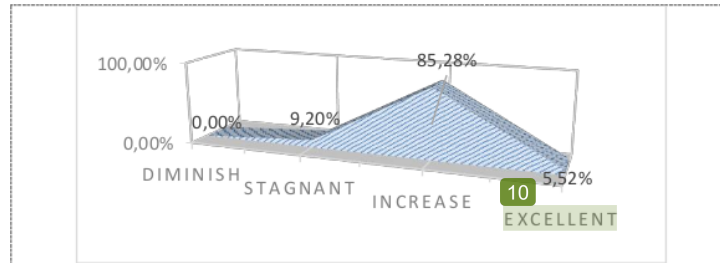 85,28%
100,00%
0,00%
9,20%
0,00%
5,52%
DIMINISH
STAGNANT
INCREASE
10
EXCELLENT